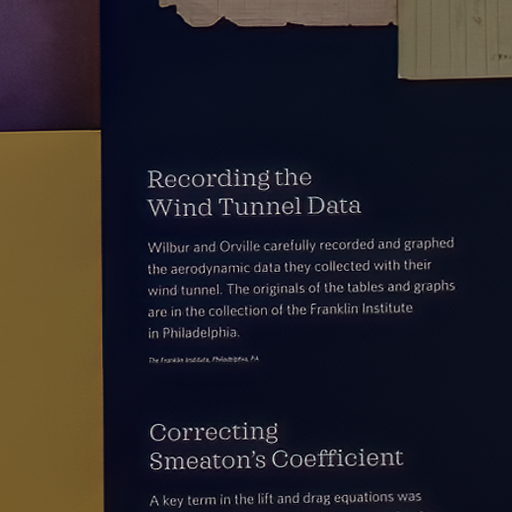 Recording the
Wind Tunnel Data
Wilbur and Orville carefully recorded and graphed
the aerodynamic data they collected with their
wind tunnel. The originals of the tables and graphs
are in the collection of the Franklin Institute
in Philadelphia.
The Franklin Institute, Philadelphia, PA
Correcting
Smeaton's Coefficient
A key term in the lift and drag equations was